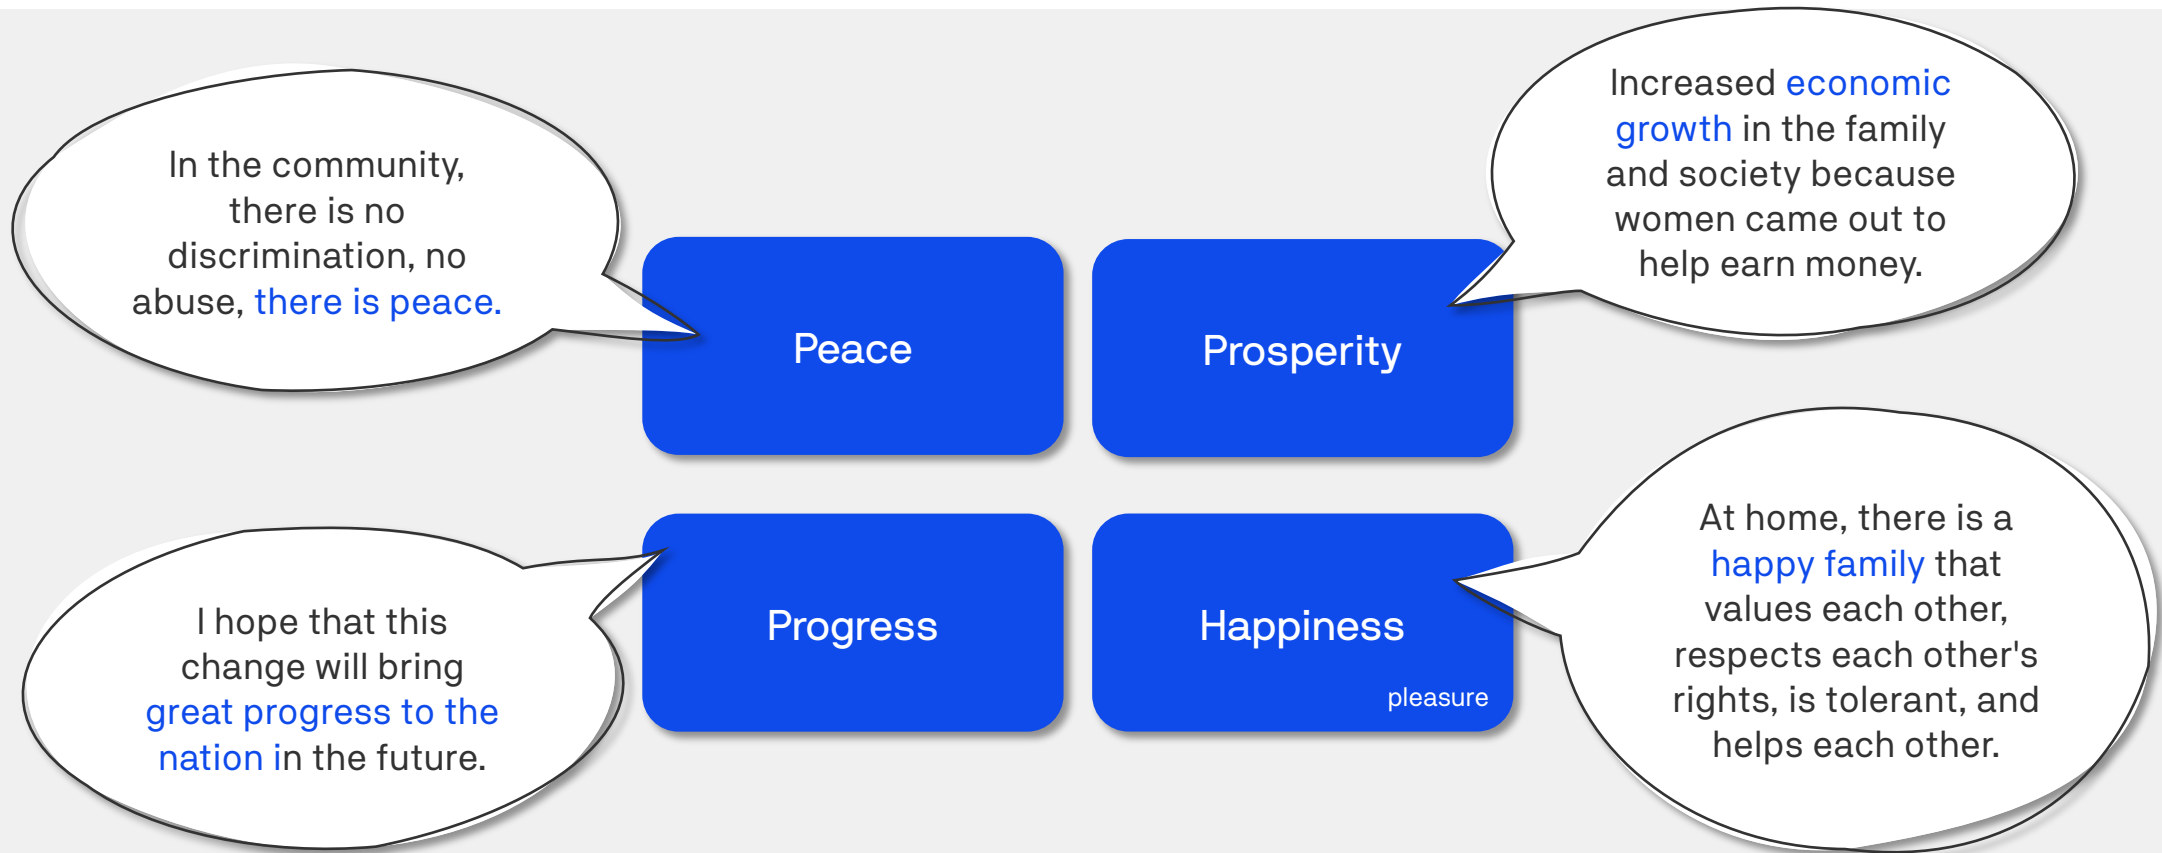 In the community,
there is no
discrimination, no
abuse, there is peace.
Increased economic
growth in the family
and society because
women came out to
help earn money.
Peace
Prosperity
I hope that this
change will bring
great progress to the
nation in the future.
Progress
Happiness
pleasure
At home, there is a
happy family that
values each other,
respects each other's
rights, is tolerant, and
helps each other.